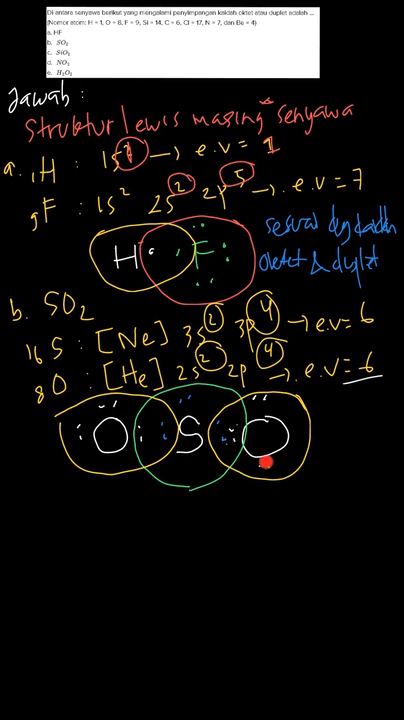 Di antara senyawa berikut yang mengalami penyimpangan kaidah oktet atau duplet adalah ...
(Nomor atom: H = 1, O = 8, F = 9, Si = 14, C = 6, Cl = 17, N = 7, dan Be = 4)
a. HF
b. SO₂
c. SiO₂
d. NO₂
e. H₂O₂
Jawab :
Struktur lewis masing² senyawa
a. ₁H : 1s¹ → e.v = 1
₉F : 1s² 2s² 2p⁵ → e.v = 7
H F
sesuai dgn kaidah
oktet & duplet
b. SO₂
₁₆S : [Ne] 3s² 3p⁴ → e.v = 6
₈O : [He] 2s² 2p⁴ → e.v = 6
O S O